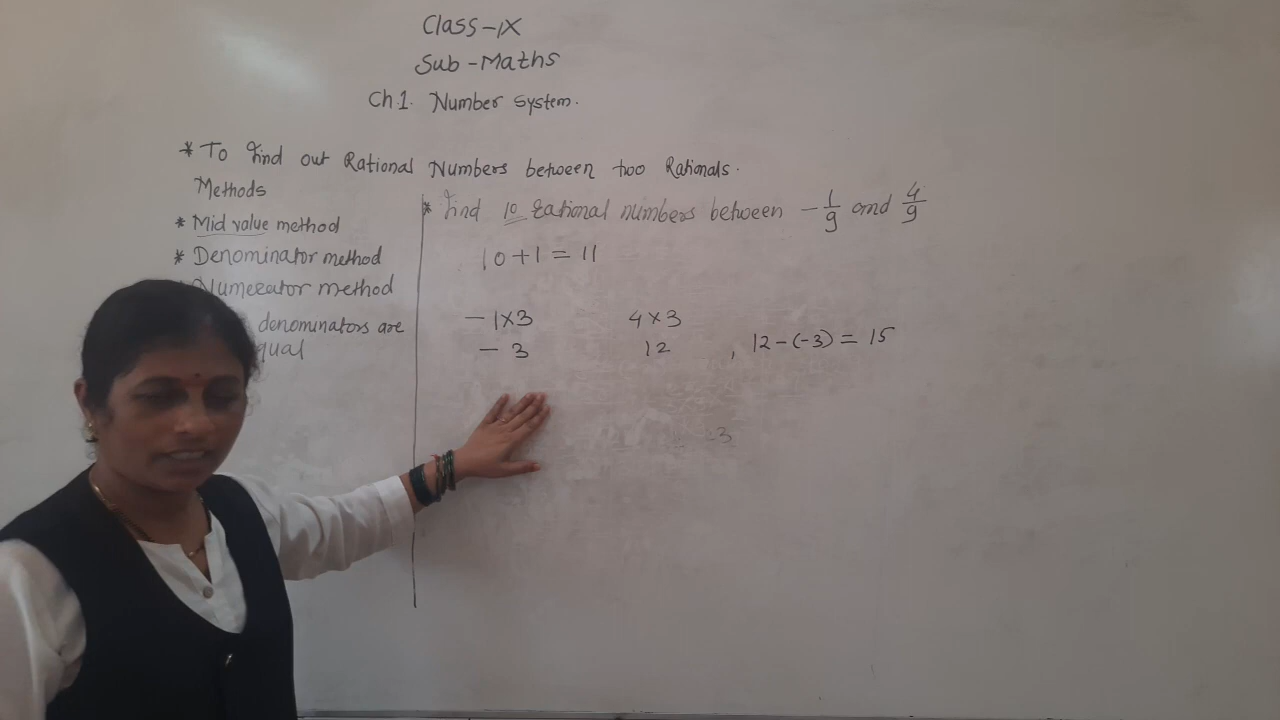 Class-IX
Sub-Maths
Ch.1. Number System.
* To find out Rational Numbers between two Rationals.
Methods
* Mid value method
* Denominator method
Numerator method
denominators are
qual
* find 10 rational numbers between -1/9 and 4/9
10+1=11
-1×3 4×3
-3 12 , 12-(-3)=15
3